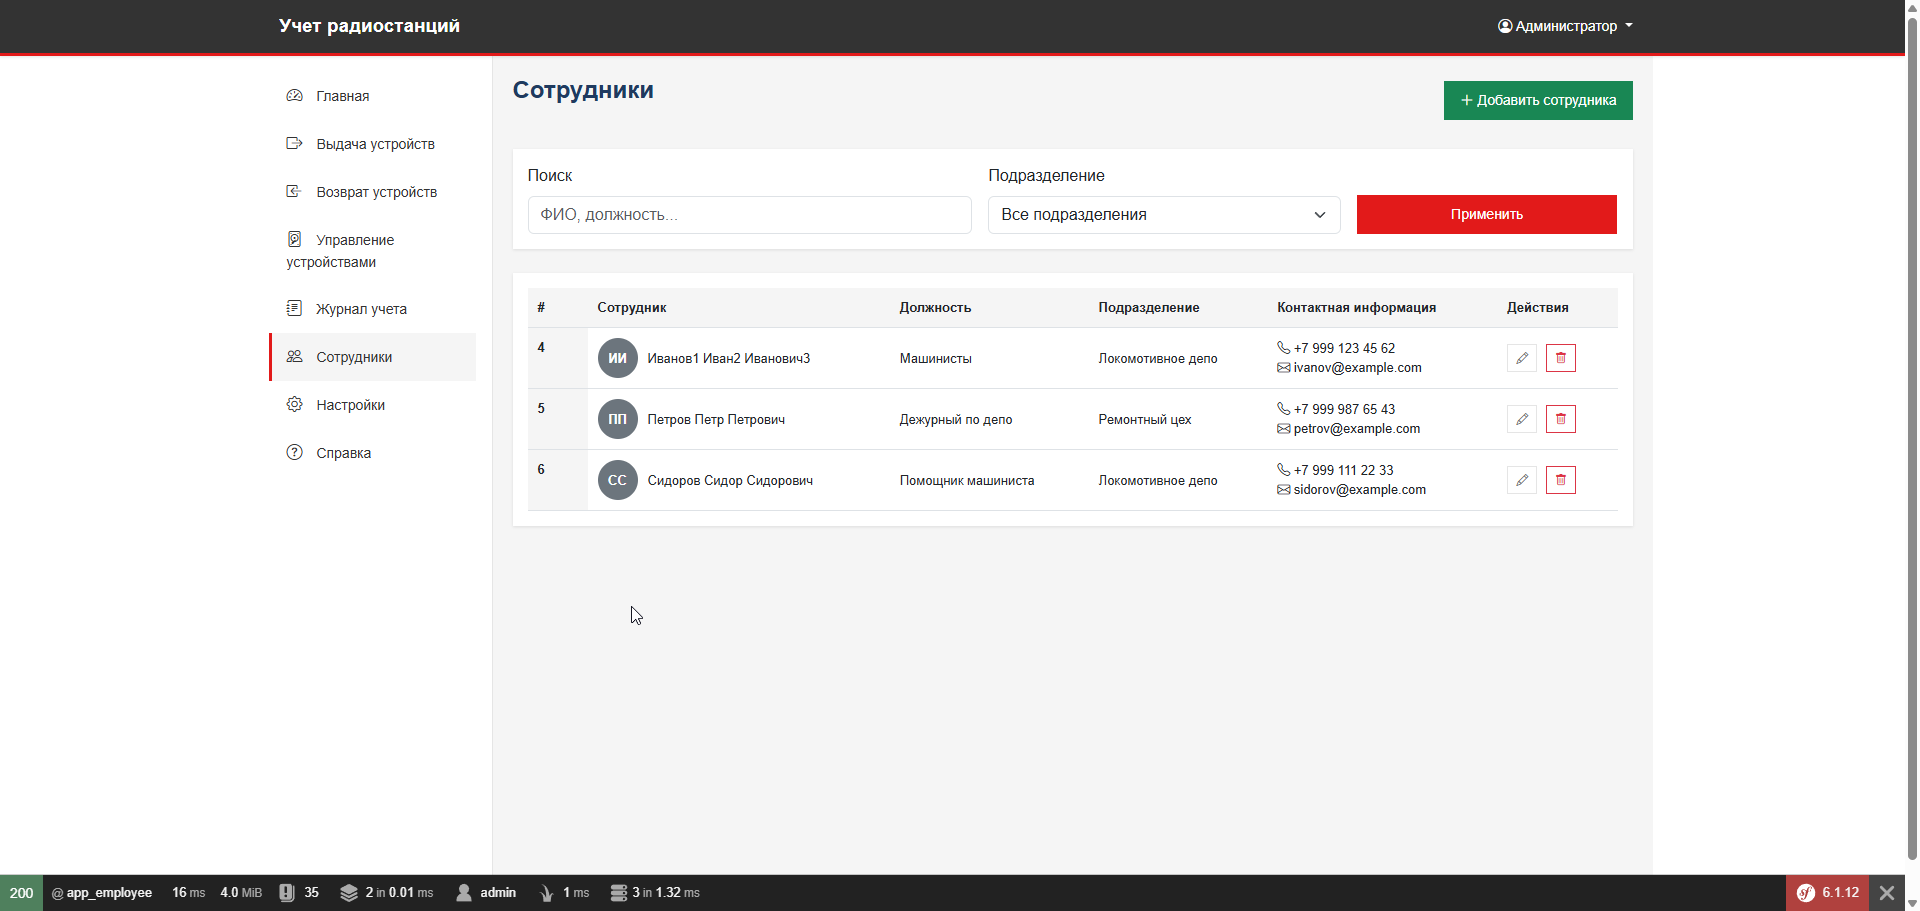 Учет радиостанций
Администратор
Главная
Выдача устройств
Возврат устройств
Управление
устройствами
Журнал учета
Сотрудники
Настройки
Справка
Сотрудники
+ Добавить сотрудника
Поиск
Подразделение
ФИО, должность...
Все подразделения
Применить
# Сотрудник Должность Подразделение Контактная информация Действия
4 ИИ Иванов1 Иван2 Иванович3 Машинисты Локомотивное депо +7 999 123 45 62
ivanov@example.com
5 ПП Петров Петр Петрович Дежурный по депо Ремонтный цех +7 999 987 65 43
petrov@example.com
6 СС Сидоров Сидор Сидорович Помощник машиниста Локомотивное депо +7 999 111 22 33
sidorov@example.com
200 @ app_employee 16 ms 4.0 MiB 35 2 in 0.01 ms admin 1 ms 3 in 1.32 ms sf 6.1.12